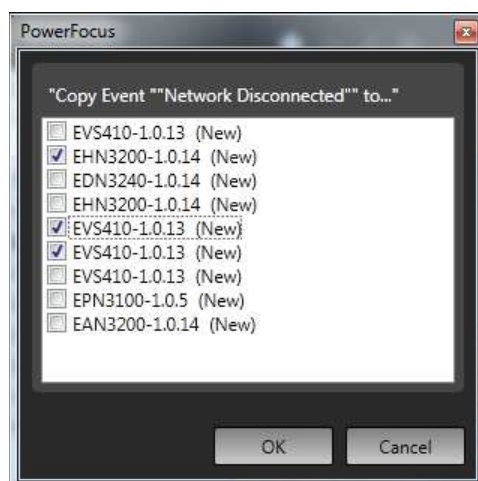 PowerFocus
"Copy Event ""Network Disconnected"" to..."
EVS410-1.0.13 (New)
EHN3200-1.0.14 (New)
EDN3240-1.0.14 (New)
EHN3200-1.0.14 (New)
EVS410-1.0.13 (New)
EVS410-1.0.13 (New)
EVS410-1.0.13 (New)
EPN3100-1.0.5 (New)
EAN3200-1.0.14 (New)
OK Cancel